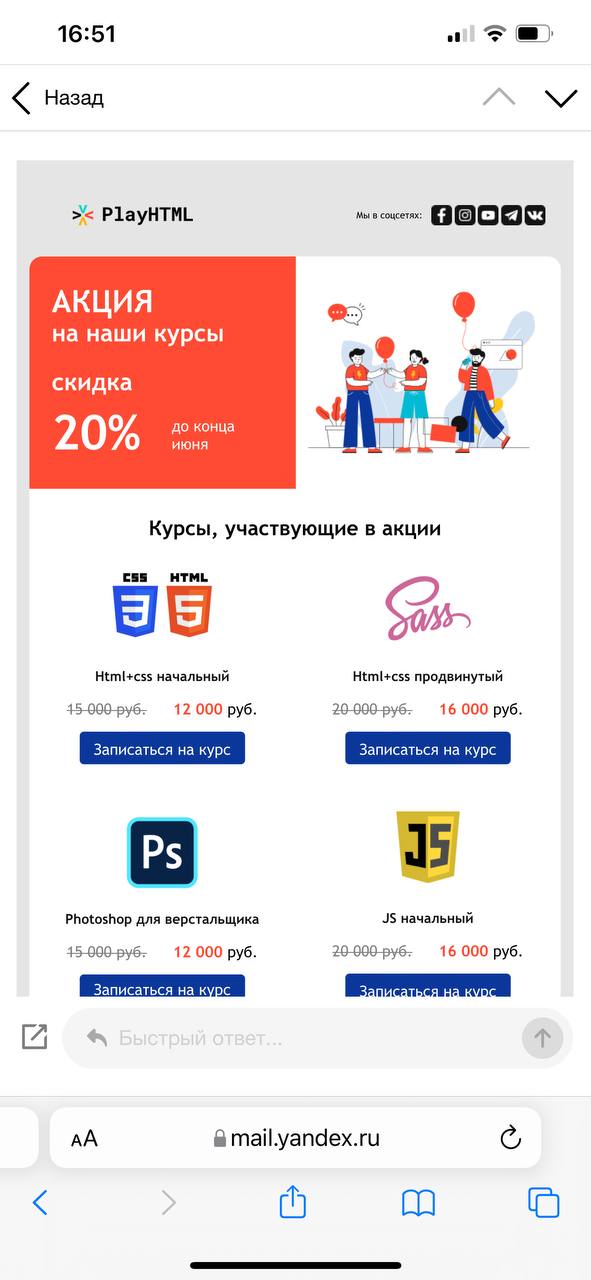 16:51
Назад
PlayHTML
Мы в соцсетях:
АКЦИЯ
на наши курсы
скидка
20%
до конца
июня
Курсы, участвующие в акции
CSS HTML
3 5
Sass
Html+css начальный
Html+css продвинутый
15 000 руб. 12 000 руб.
20 000 руб. 16 000 руб.
Записаться на курс
Записаться на курс
Ps
JS
Photoshop для верстальщика
JS начальный
15 000 руб. 12 000 руб.
20 000 руб. 16 000 руб.
Записаться на курс
Записаться на курс
Быстрый ответ...
AA
mail.yandex.ru